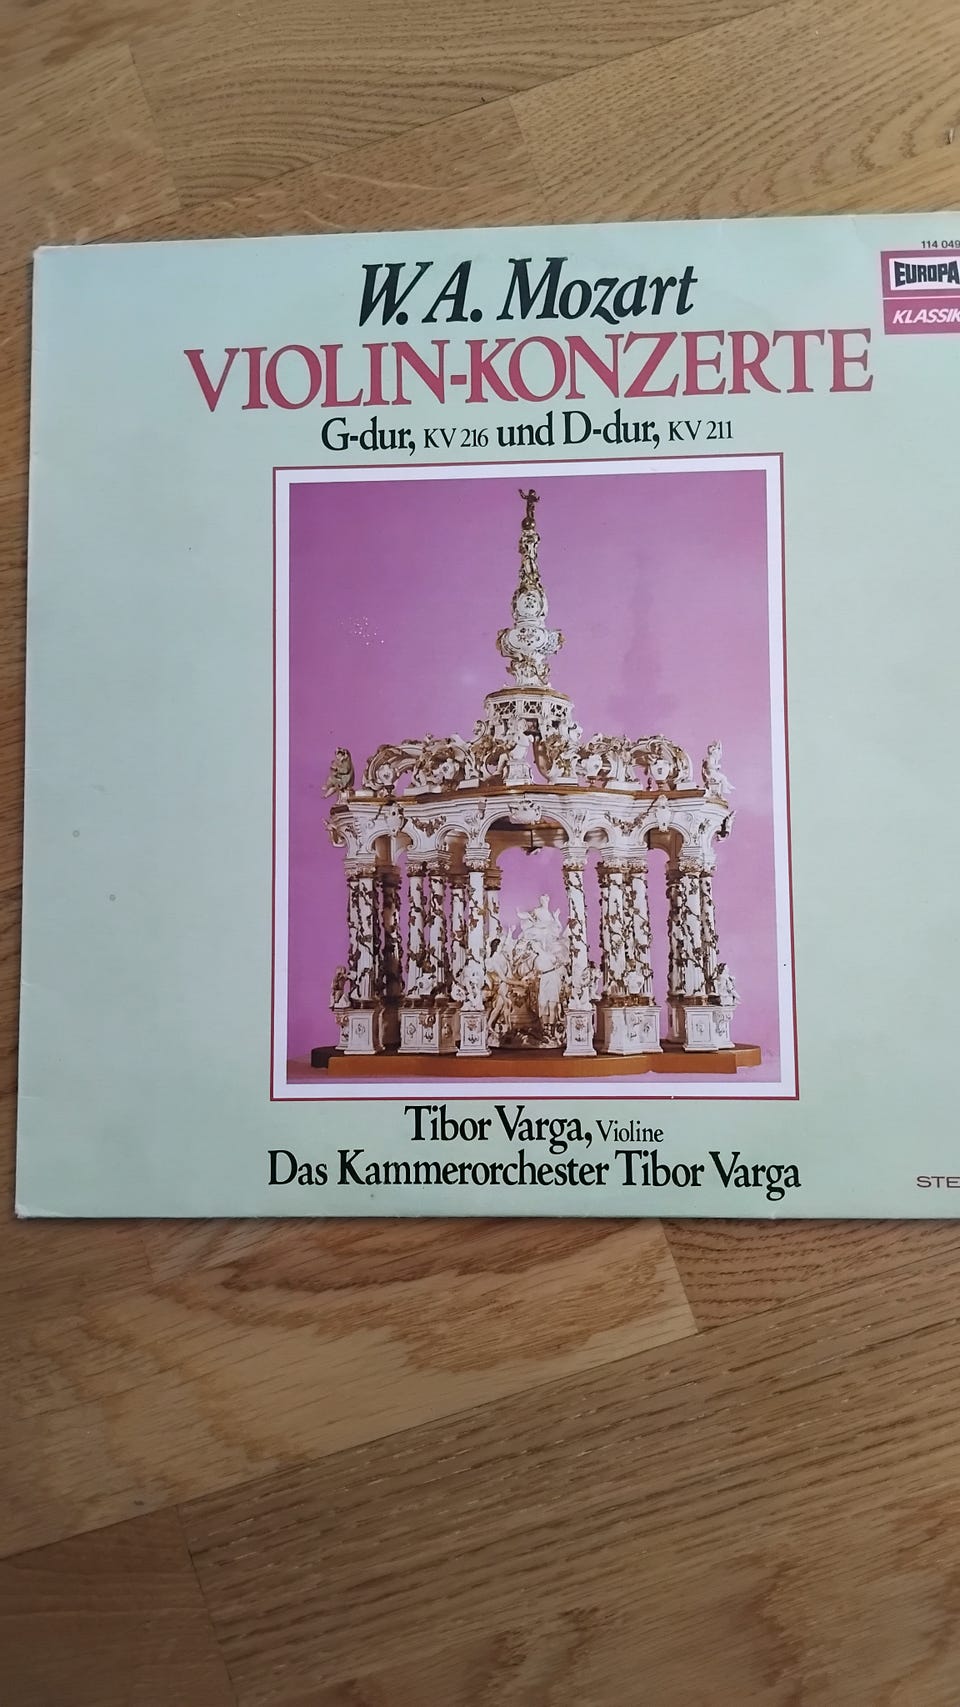 114 049
EUROPA
KLASSIK
W. A. Mozart
VIOLIN-KONZERTE
G-dur, KV 216 und D-dur, KV 211
Tibor Varga, Violine
Das Kammerorchester Tibor Varga
STE